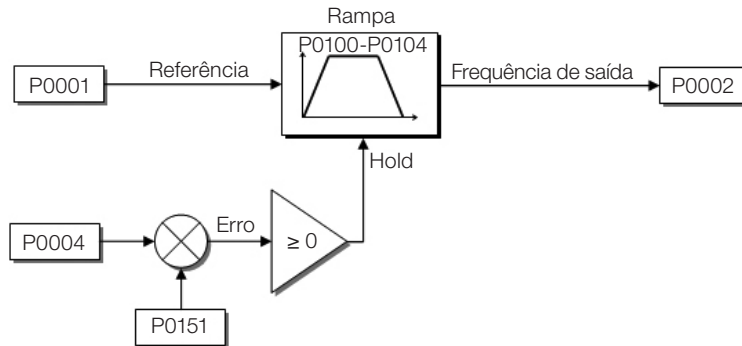 Rampa
P0100-P0104
P0001
Referência
Frequência de saída
P0002
Hold
P0004
Erro
≥ 0
P0151